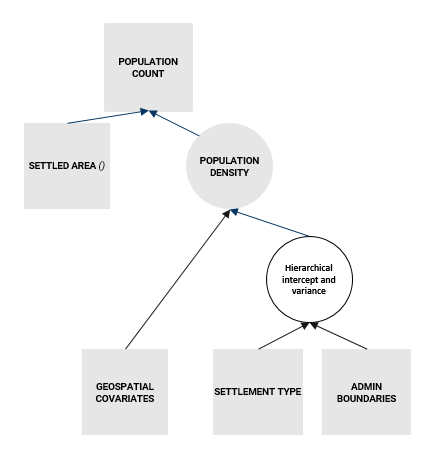 POPULATION
COUNT
SETTLED AREA ()
POPULATION
DENSITY
Hierarchical
intercept and
variance
GEOSPATIAL
COVARIATES
SETTLEMENT TYPE
ADMIN
BOUNDARIES